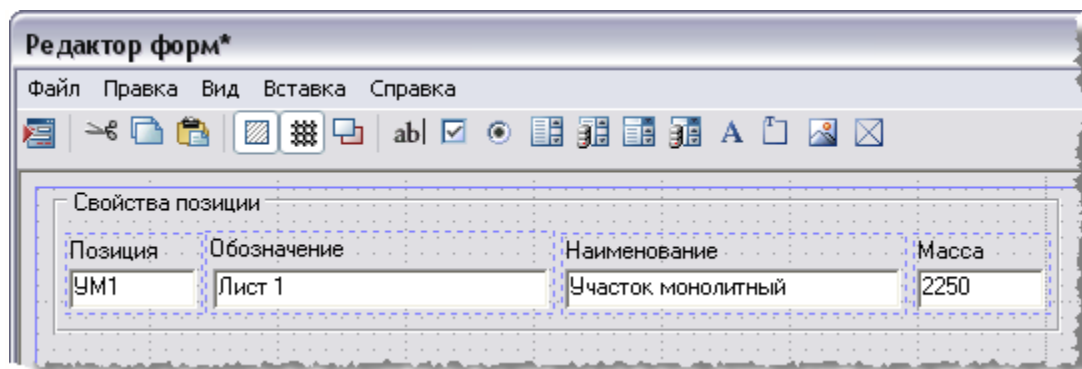 Редактор форм*
Файл Правка Вид Вставка Справка
ab| A T
Свойства позиции
Позиция Обозначение Наименование Масса
УМ1 Лист 1 Участок монолитный 2250